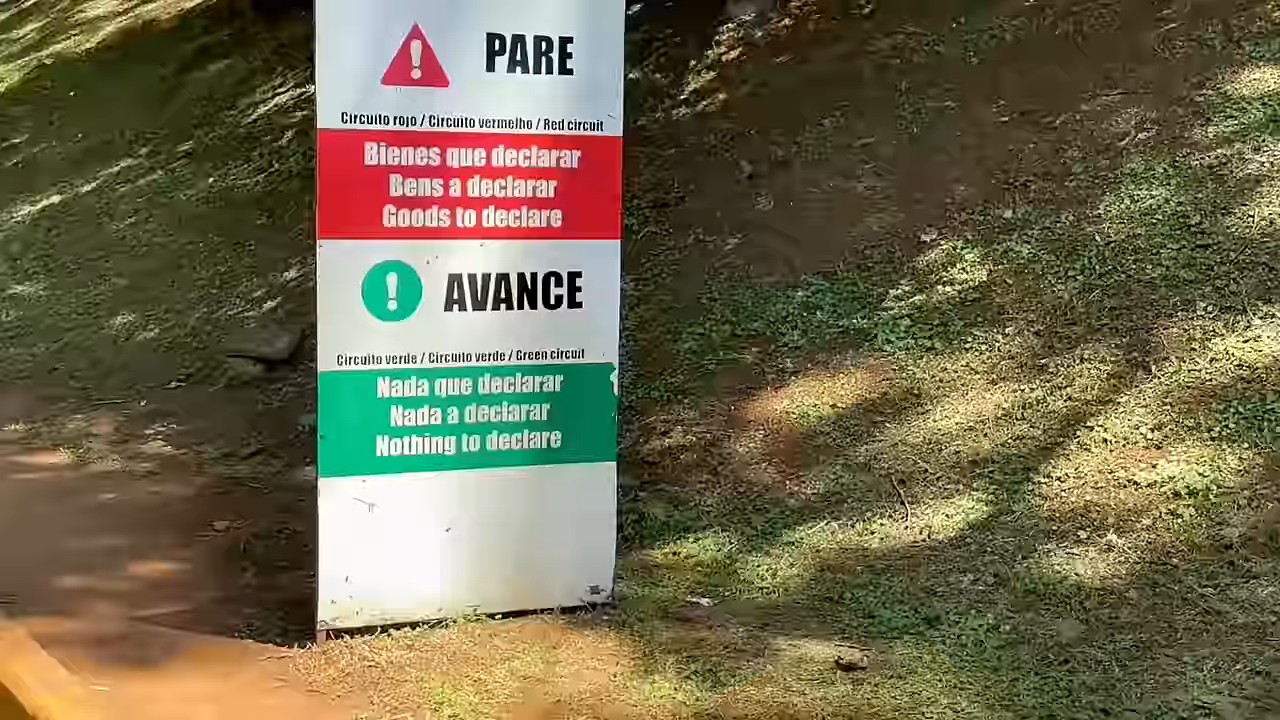 PARE
Circuito rojo / Circuito vermelho / Red circuit
Bienes que declarar
Bens a declarar
Goods to declare
AVANCE
Circuito verde / Circuito verde / Green circuit
Nada que declarar
Nada a declarar
Nothing to declare